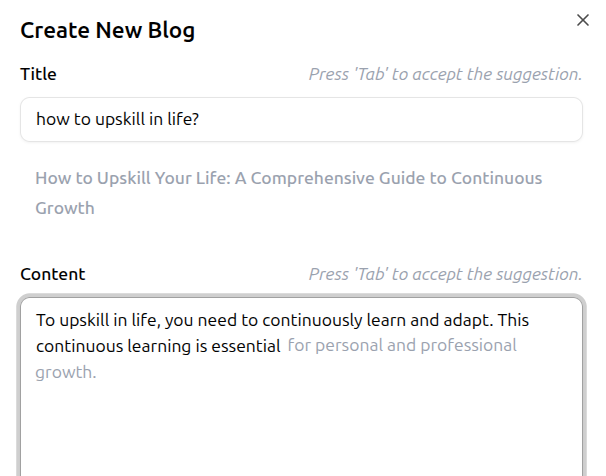 Create New Blog
Title
Press 'Tab' to accept the suggestion.
how to upskill in life?
How to Upskill Your Life: A Comprehensive Guide to Continuous
Growth
Content
Press 'Tab' to accept the suggestion.
To upskill in life, you need to continuously learn and adapt. This
continuous learning is essential for personal and professional
growth.